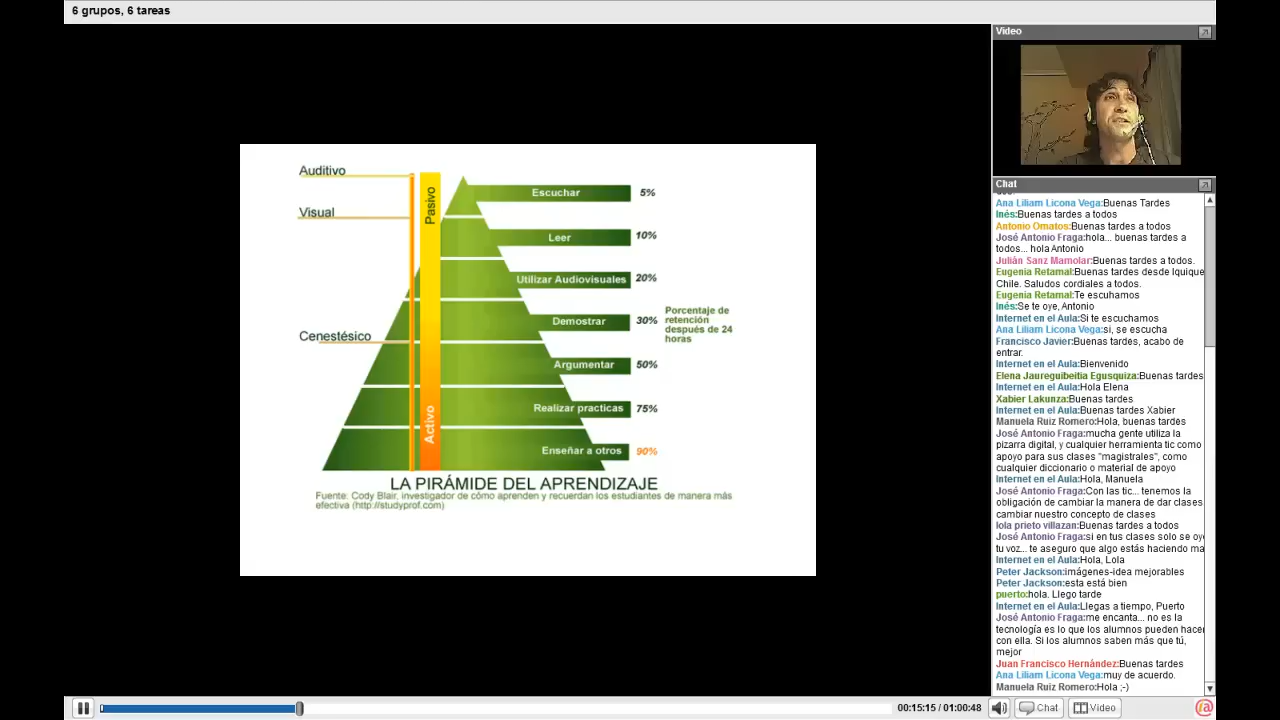 6 grupos, 6 tareas
Auditivo
Visual
Cenestésico
Pasivo
Activo
Escuchar 5%
Leer 10%
Utilizar Audiovisuales 20%
Demostrar 30%
Argumentar 50%
Realizar practicas 75%
Enseñar a otros 90%
Porcentaje de
retención
después de 24
horas
LA PIRÁMIDE DEL APRENDIZAJE
Fuente: Cody Blair, investigador de cómo aprenden y recuerdan los estudiantes de manera más
efectiva (http://studyprof.com)
Video
Chat
Ana Liliam Licona Vega:Buenas Tardes
Inés:Buenas tardes a todos
Antonio Omatos:Buenas tardes a todos
José Antonio Fraga:hola... buenas tardes a
todos... hola Antonio
Julián Sanz Mamolar:Buenas tardes a todos.
Eugenia Retamal:Buenas tardes desde Iquique
Chile. Saludos cordiales a todos.
Eugenia Retamal:Te escuhamos
Inés:Se te oye, Antonio
Internet en el Aula:Si te escuchamos
Ana Liliam Licona Vega:si, se escucha
Francisco Javier:Buenas tardes, acabo de
entrar.
Internet en el Aula:Bienvenido
Elena Jaureguibeitia Egusquiza:Buenas tardes
Internet en el Aula:Hola Elena
Xabier Lakunza:Buenas tardes
Internet en el Aula:Buenas tardes Xabier
Manuela Ruiz Romero:Hola, buenas tardes
José Antonio Fraga:mucha gente utiliza la
pizarra digital, y cualquier herramienta tic como
apoyo para sus clases "magistrales", como
cualquier diccionario o material de apoyo
Internet en el Aula:Hola, Manuela
José Antonio Fraga:Con las tic... tenemos la
obligación de cambiar la manera de dar clases,
cambiar nuestro concepto de clases
lola prieto villazan:Buenas tardes a todos
José Antonio Fraga:si en tus clases solo se oy
tu voz... te aseguro que algo estás haciendo ma
Internet en el Aula:Hola, Lola
Peter Jackson:imágenes-idea mejorables
Peter Jackson:esta está bien
puerto:hola. Llego tarde
Internet en el Aula:Llegas a tiempo, Puerto
José Antonio Fraga:me encanta... no es la
tecnología es lo que los alumnos pueden hacer
con ella. Si los alumnos saben más que tú,
mejor
Juan Francisco Hernández:Buenas tardes
Ana Liliam Licona Vega:muy de acuerdo.
Manuela Ruiz Romero:Hola ;-)
00:15:15 / 01:00:48
Chat
Video
@